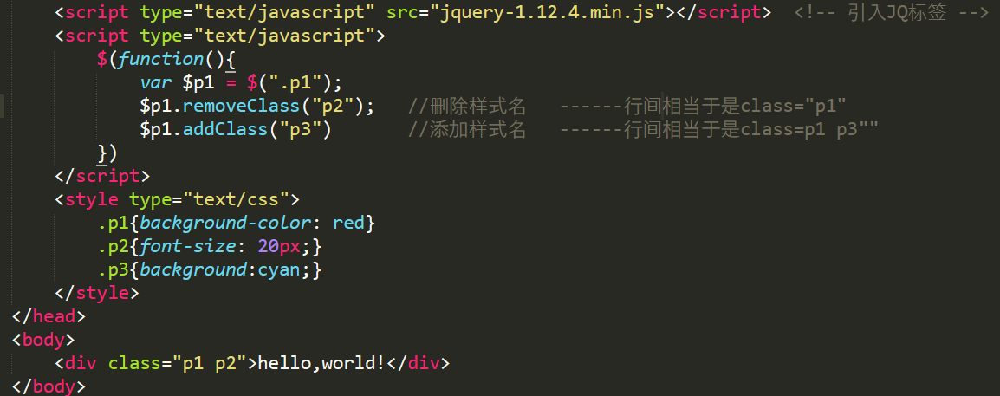 <script type="text/javascript" src="jquery-1.12.4.min.js"></script>  <!-- 引入JQ标签 -->
<script type="text/javascript">
$(function(){
var $p1 = $(".p1");
$p1.removeClass("p2");   //删除样式名   ------行间相当于是class="p1"
$p1.addClass("p3")       //添加样式名   ------行间相当于是class=p1 p3""
})
</script>
<style type="text/css">
.p1{background-color: red}
.p2{font-size: 20px;}
.p3{background:cyan;}
</style>
</head>
<body>
<div class="p1 p2">hello,world!</div>
</body>